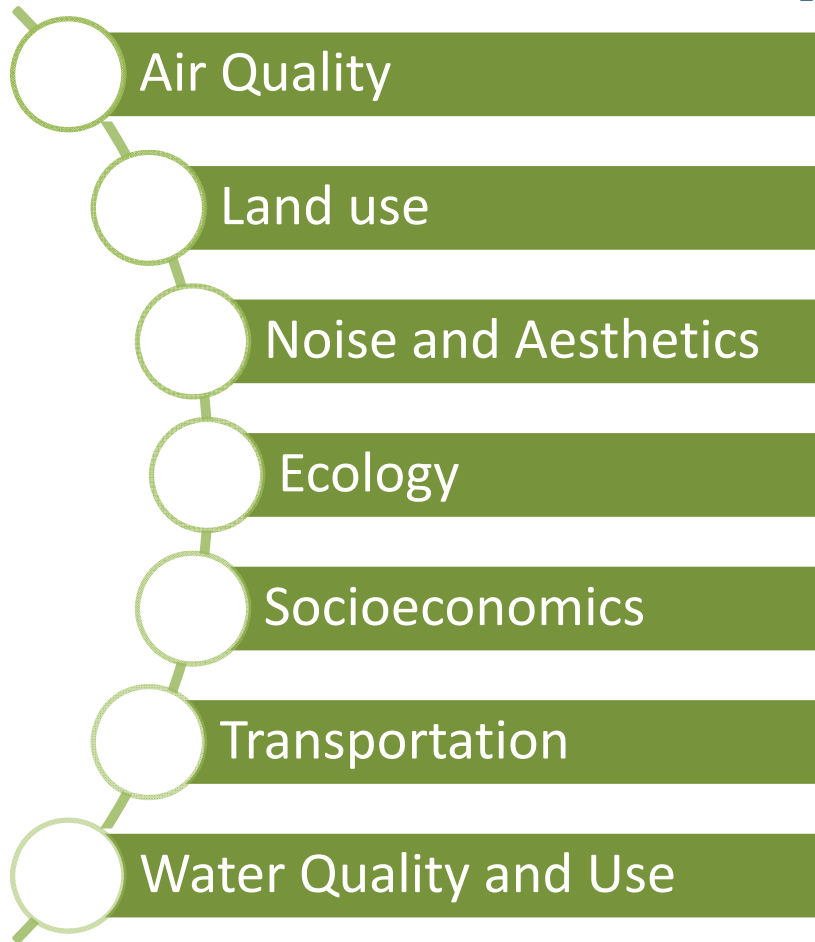 Air Quality
Land use
Noise and Aesthetics
Ecology
Socioeconomics
Transportation
Water Quality and Use